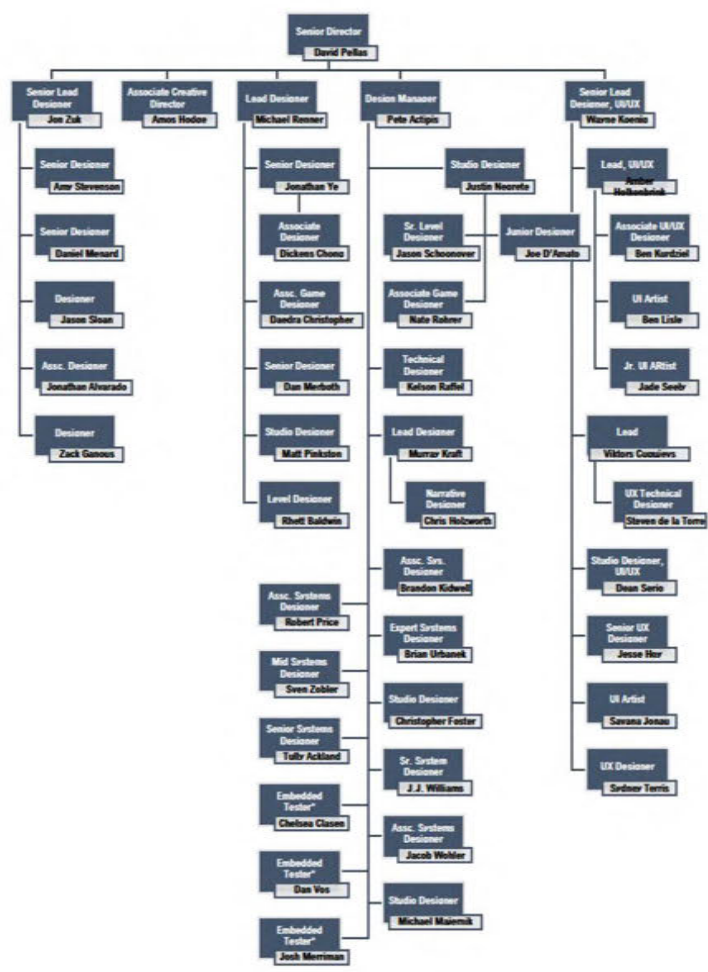 Senior Director
David Pellas
Senior Lead
Designer
Jon Zuk
Associate Creative
Director
Amos Hodge
Lead Designer
Michael Renner
Design Manager
Pete Actipis
Senior Lead
Designer, UI/UX
Wayne Koenig
Senior Designer
Amr Stevenson
Senior Designer
Daniel Menard
Designer
Jason Sloan
Assc. Designer
Jonathan Alvarado
Designer
Zack Ganous
Senior Designer
Jonathan Ye
Associate
Designer
Dickens Chong
Assc. Game
Designer
Daedra Christopher
Senior Designer
Dan Merboth
Studio Designer
Matt Pinkston
Level Designer
Rhett Baldwin
Studio Designer
Justin Negrete
Sr. Level
Designer
Jason Schoonover
Junior Designer
Joe D'Amato
Associate Game
Designer
Nate Rohrer
Technical
Designer
Kelson Raffel
Lead Designer
Murray Kraft
Narrative
Designer
Chris Holzworth
Assc. Sys.
Designer
Brandon Kidwell
Assc. Systems
Designer
Robert Price
Expert Systems
Designer
Brian Urbanek
Mid Systems
Designer
Sven Zobler
Studio Designer
Christopher Foster
Senior Systems
Designer
Tully Ackland
Sr. System
Designer
J.J. Williams
Embedded
Tester*
Chelsea Clasen
Assc. Systems
Designer
Jacob Wohler
Embedded
Tester*
Dan Vos
Studio Designer
Michael Majernik
Embedded
Tester*
Josh Merriman
Lead, UI/UX
Amber
Holtenbrink
Associate UI/UX
Designer
Ben Kurdziel
UI Artist
Ben Lisle
Jr. UI ARtist
Jade Seebr
Lead
Viktors
UX Technical
Designer
Steven de la Torre
Studio Designer,
UI/UX
Dean Serio
Senior UX
Designer
Jesse Hey
UI Artist
Savana Jonau
UX Designer
Sydney Terris